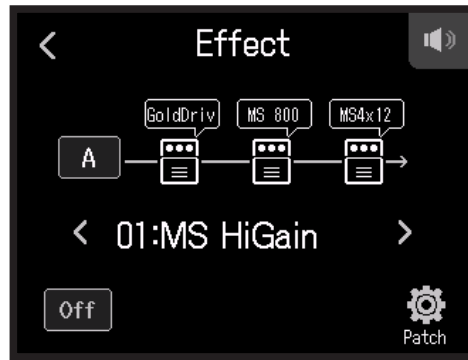 Effect
GoldDriv MS 800 MS4x12
A
01:MS HiGain
Off
Patch